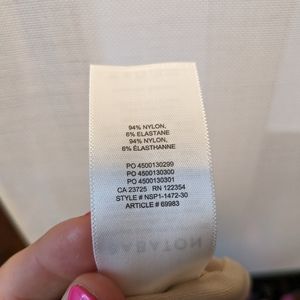 94% NYLON,
6% ELASTANE
94% NYLON,
6% ÉLASTHANNE
PO 4500130299
PO 4500130300
PO 4500130301
CA 23725 RN 122354
STYLE # NSP1-1472-30
ARTICLE # 69983